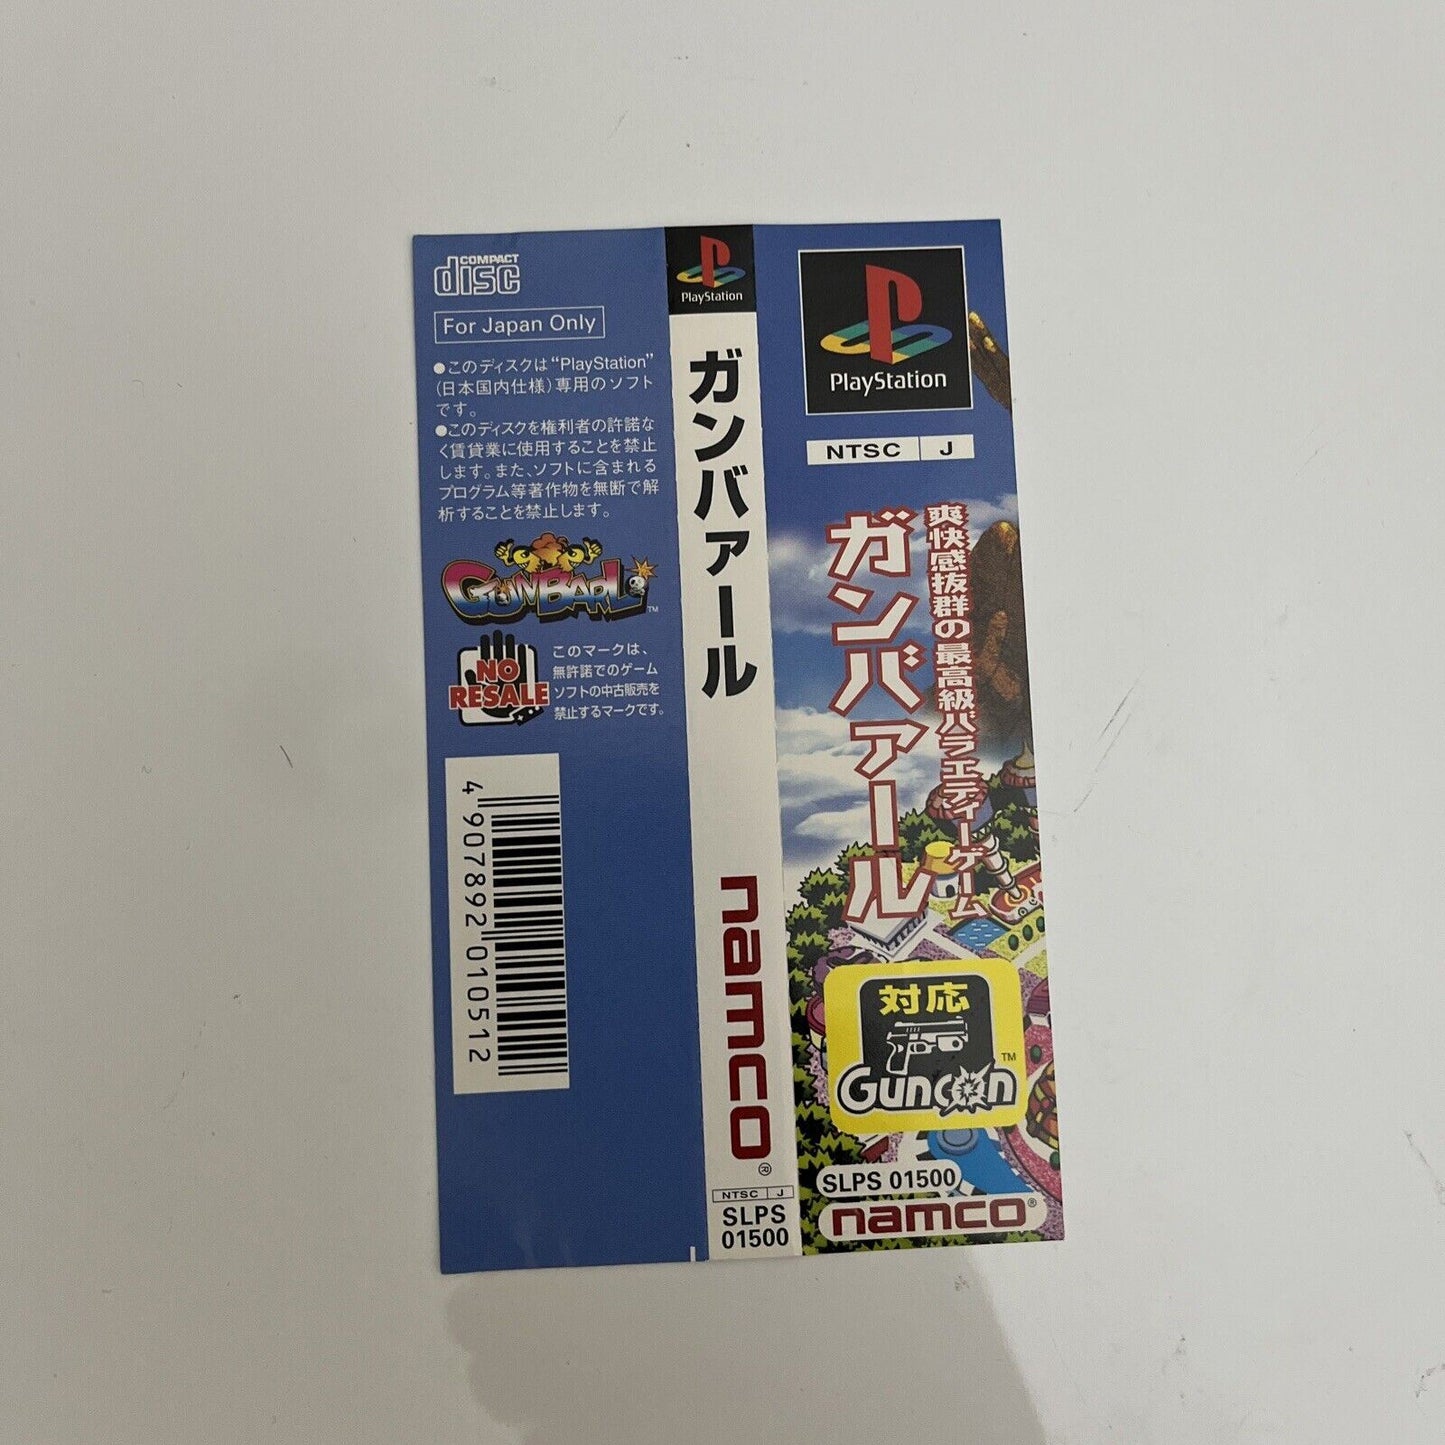 COMPACT
disc
For Japan Only
●このディスクは“PlayStation”
(日本国内仕様)専用のソフト
です。
●このディスクを権利者の許諾な
く賃貸業に使用することを禁止
します。また、ソフトに含まれる
プログラム等著作物を無断で解
析することを禁止します。
GUNBARL
TM
NO
RESALE
このマークは、
無許諾でのゲーム
ソフトの中古販売を
禁止するマークです。
4 907892 010512
PlayStation
ガンバァール
namco®
NTSC J
SLPS
01500
PlayStation
NTSC J
爽快感抜群の最高級バラエティーゲーム
ガンバァール
対応
GUNCON
TM
SLPS 01500
namco®